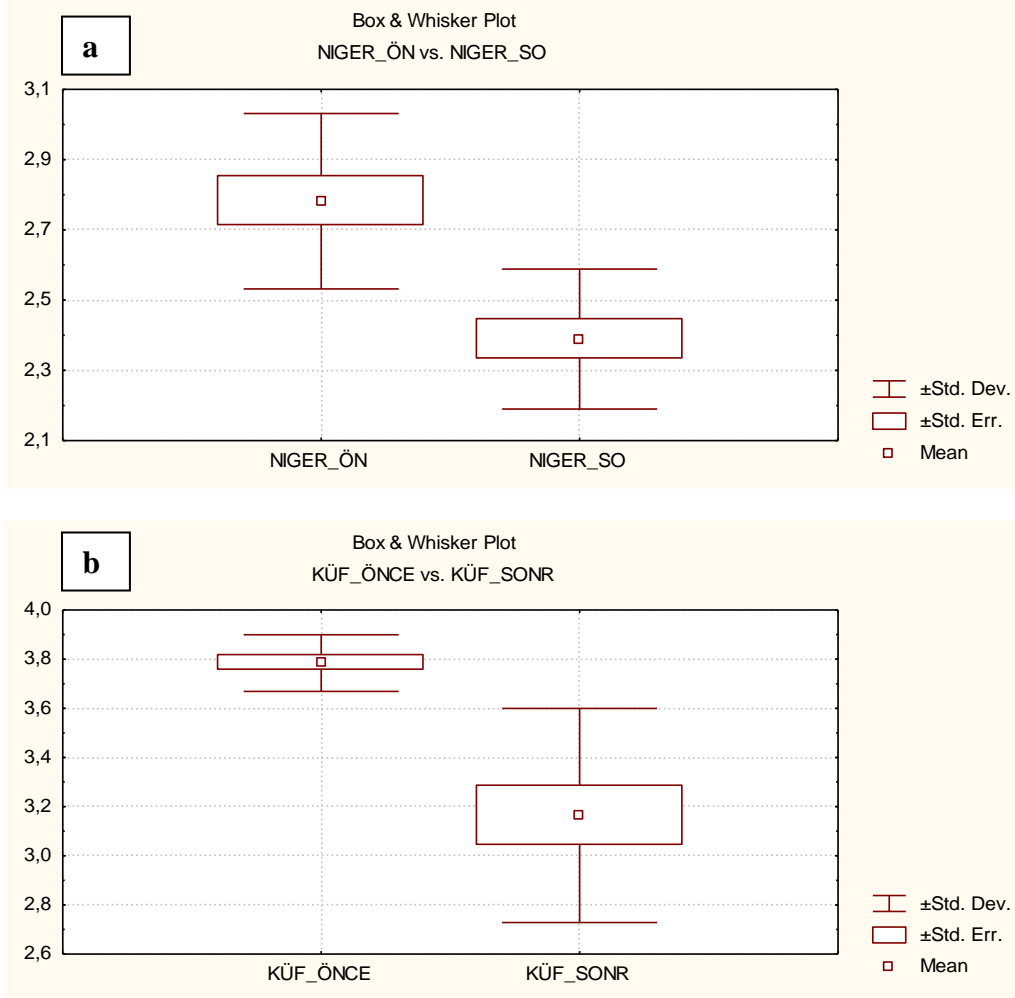 a
Box & Whisker Plot
NIGER_ÖN vs. NIGER_SO
3,1
2,9
2,7
2,5
2,3
2,1
NIGER_ÖN NIGER_SO
±Std. Dev.
±Std. Err.
Mean
b
Box & Whisker Plot
KÜF_ÖNCE vs. KÜF_SONR
4,0
3,8
3,6
3,4
3,2
3,0
2,8
2,6
KÜF_ÖNCE KÜF_SONR
±Std. Dev.
±Std. Err.
Mean